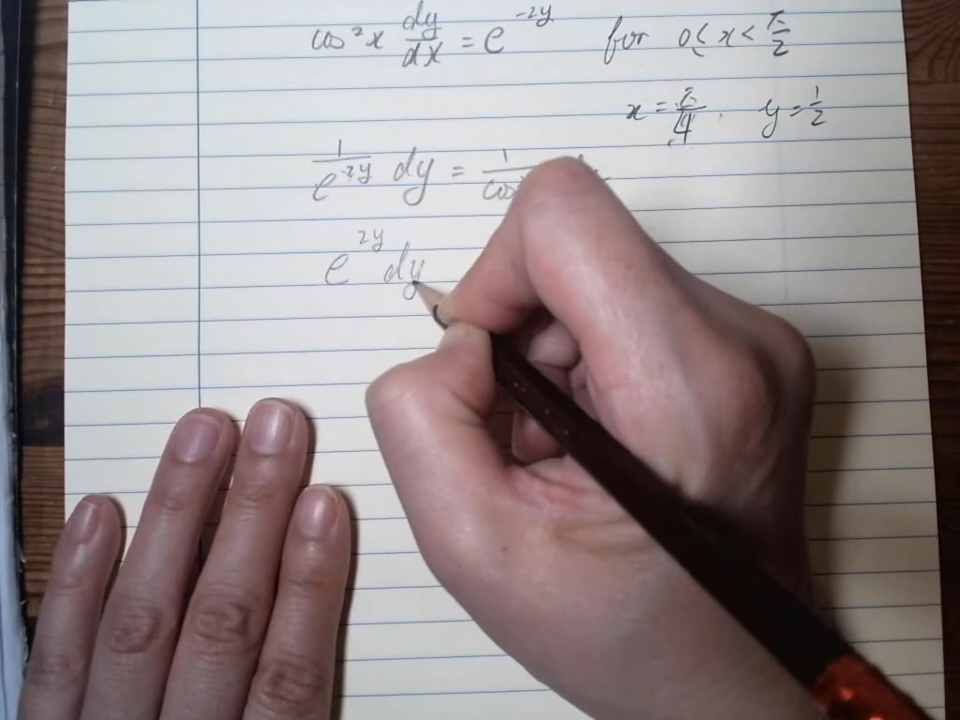 cos²x dy/dx = e^-2y for 0 < x < π/2
x = π/4, y = 1/2
1/e^-2y dy = 1/cos
e^2y dy